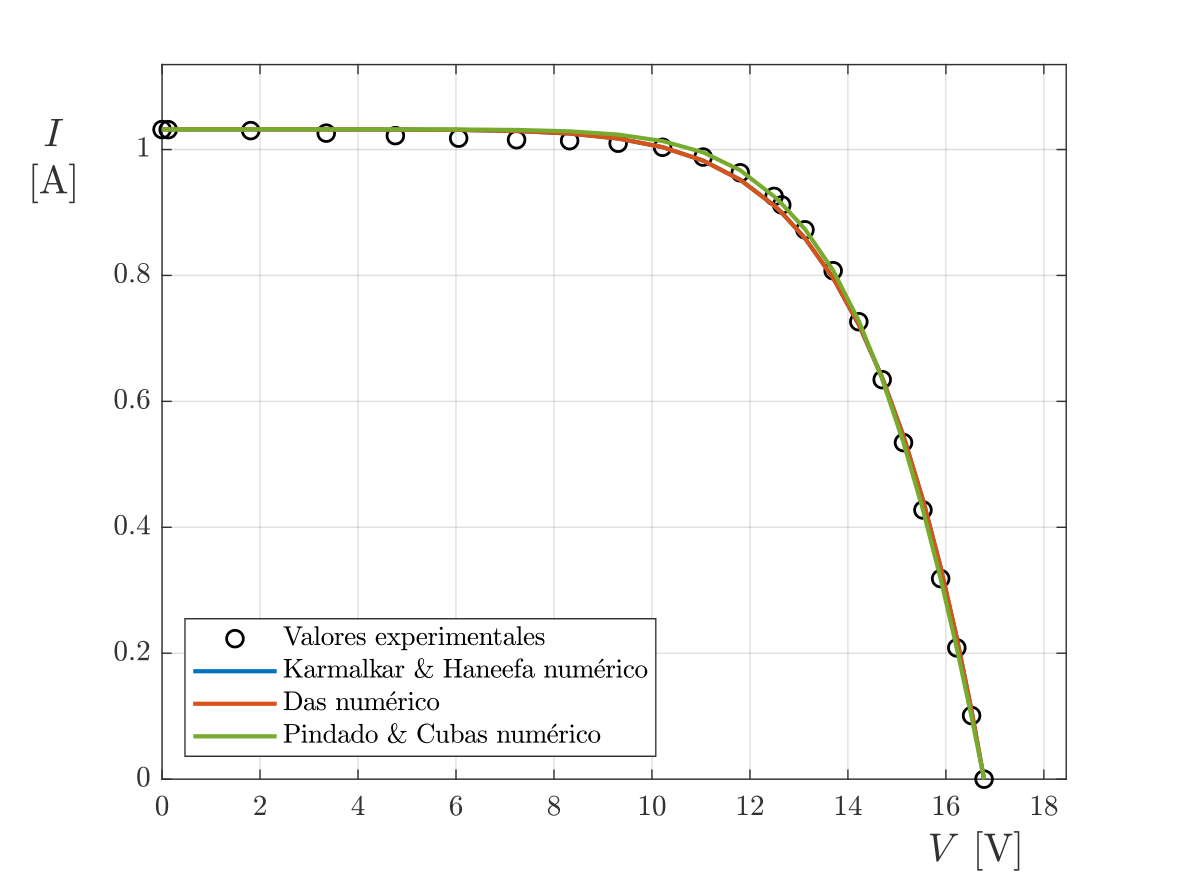 I
[A]
1
0.8
0.6
0.4
0.2
0
Valores experimentales
Karmalkar & Haneefa numérico
Das numérico
Pindado & Cubas numérico
0 2 4 6 8 10 12 14 16 18
V [V]